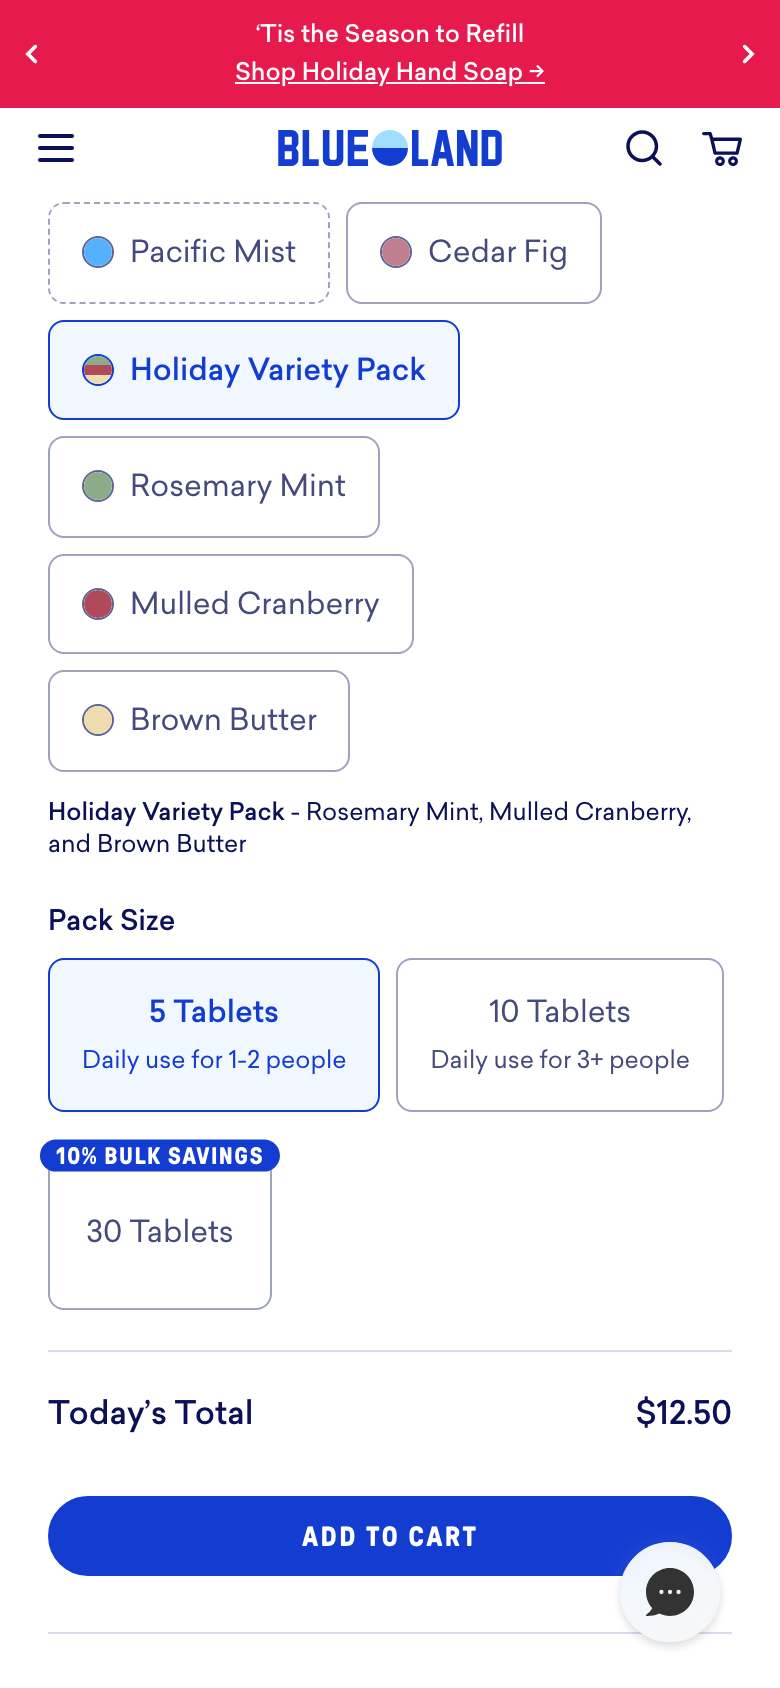 ‘Tis the Season to Refill
Shop Holiday Hand Soap →
BLUELAND
Pacific Mist
Cedar Fig
Holiday Variety Pack
Rosemary Mint
Mulled Cranberry
Brown Butter
Holiday Variety Pack - Rosemary Mint, Mulled Cranberry,
and Brown Butter
Pack Size
5 Tablets
Daily use for 1-2 people
10 Tablets
Daily use for 3+ people
10% BULK SAVINGS
30 Tablets
Today’s Total
$12.50
ADD TO CART